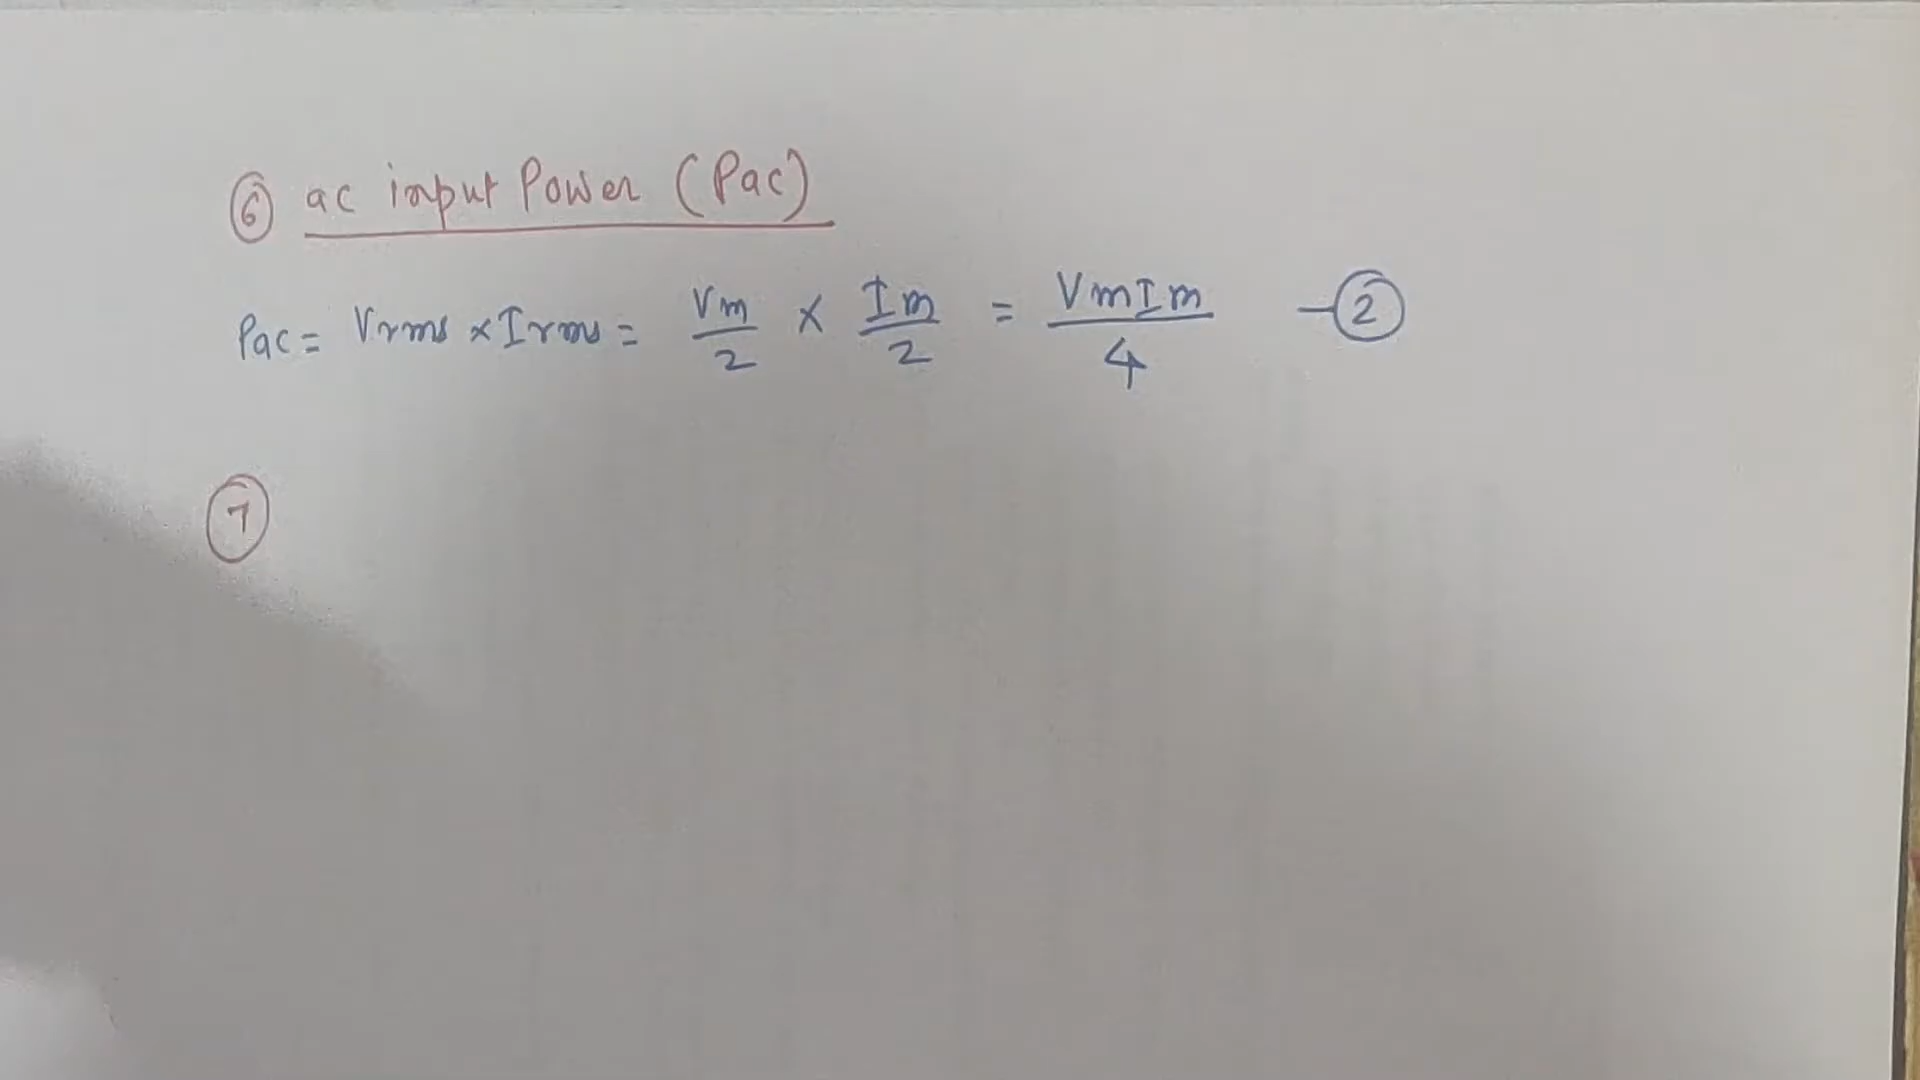 ⑥ ac input Power (Pac)
Pac = Vrms × Irms = Vm/2 × Im/2 = VmIm/4 —②
⑦